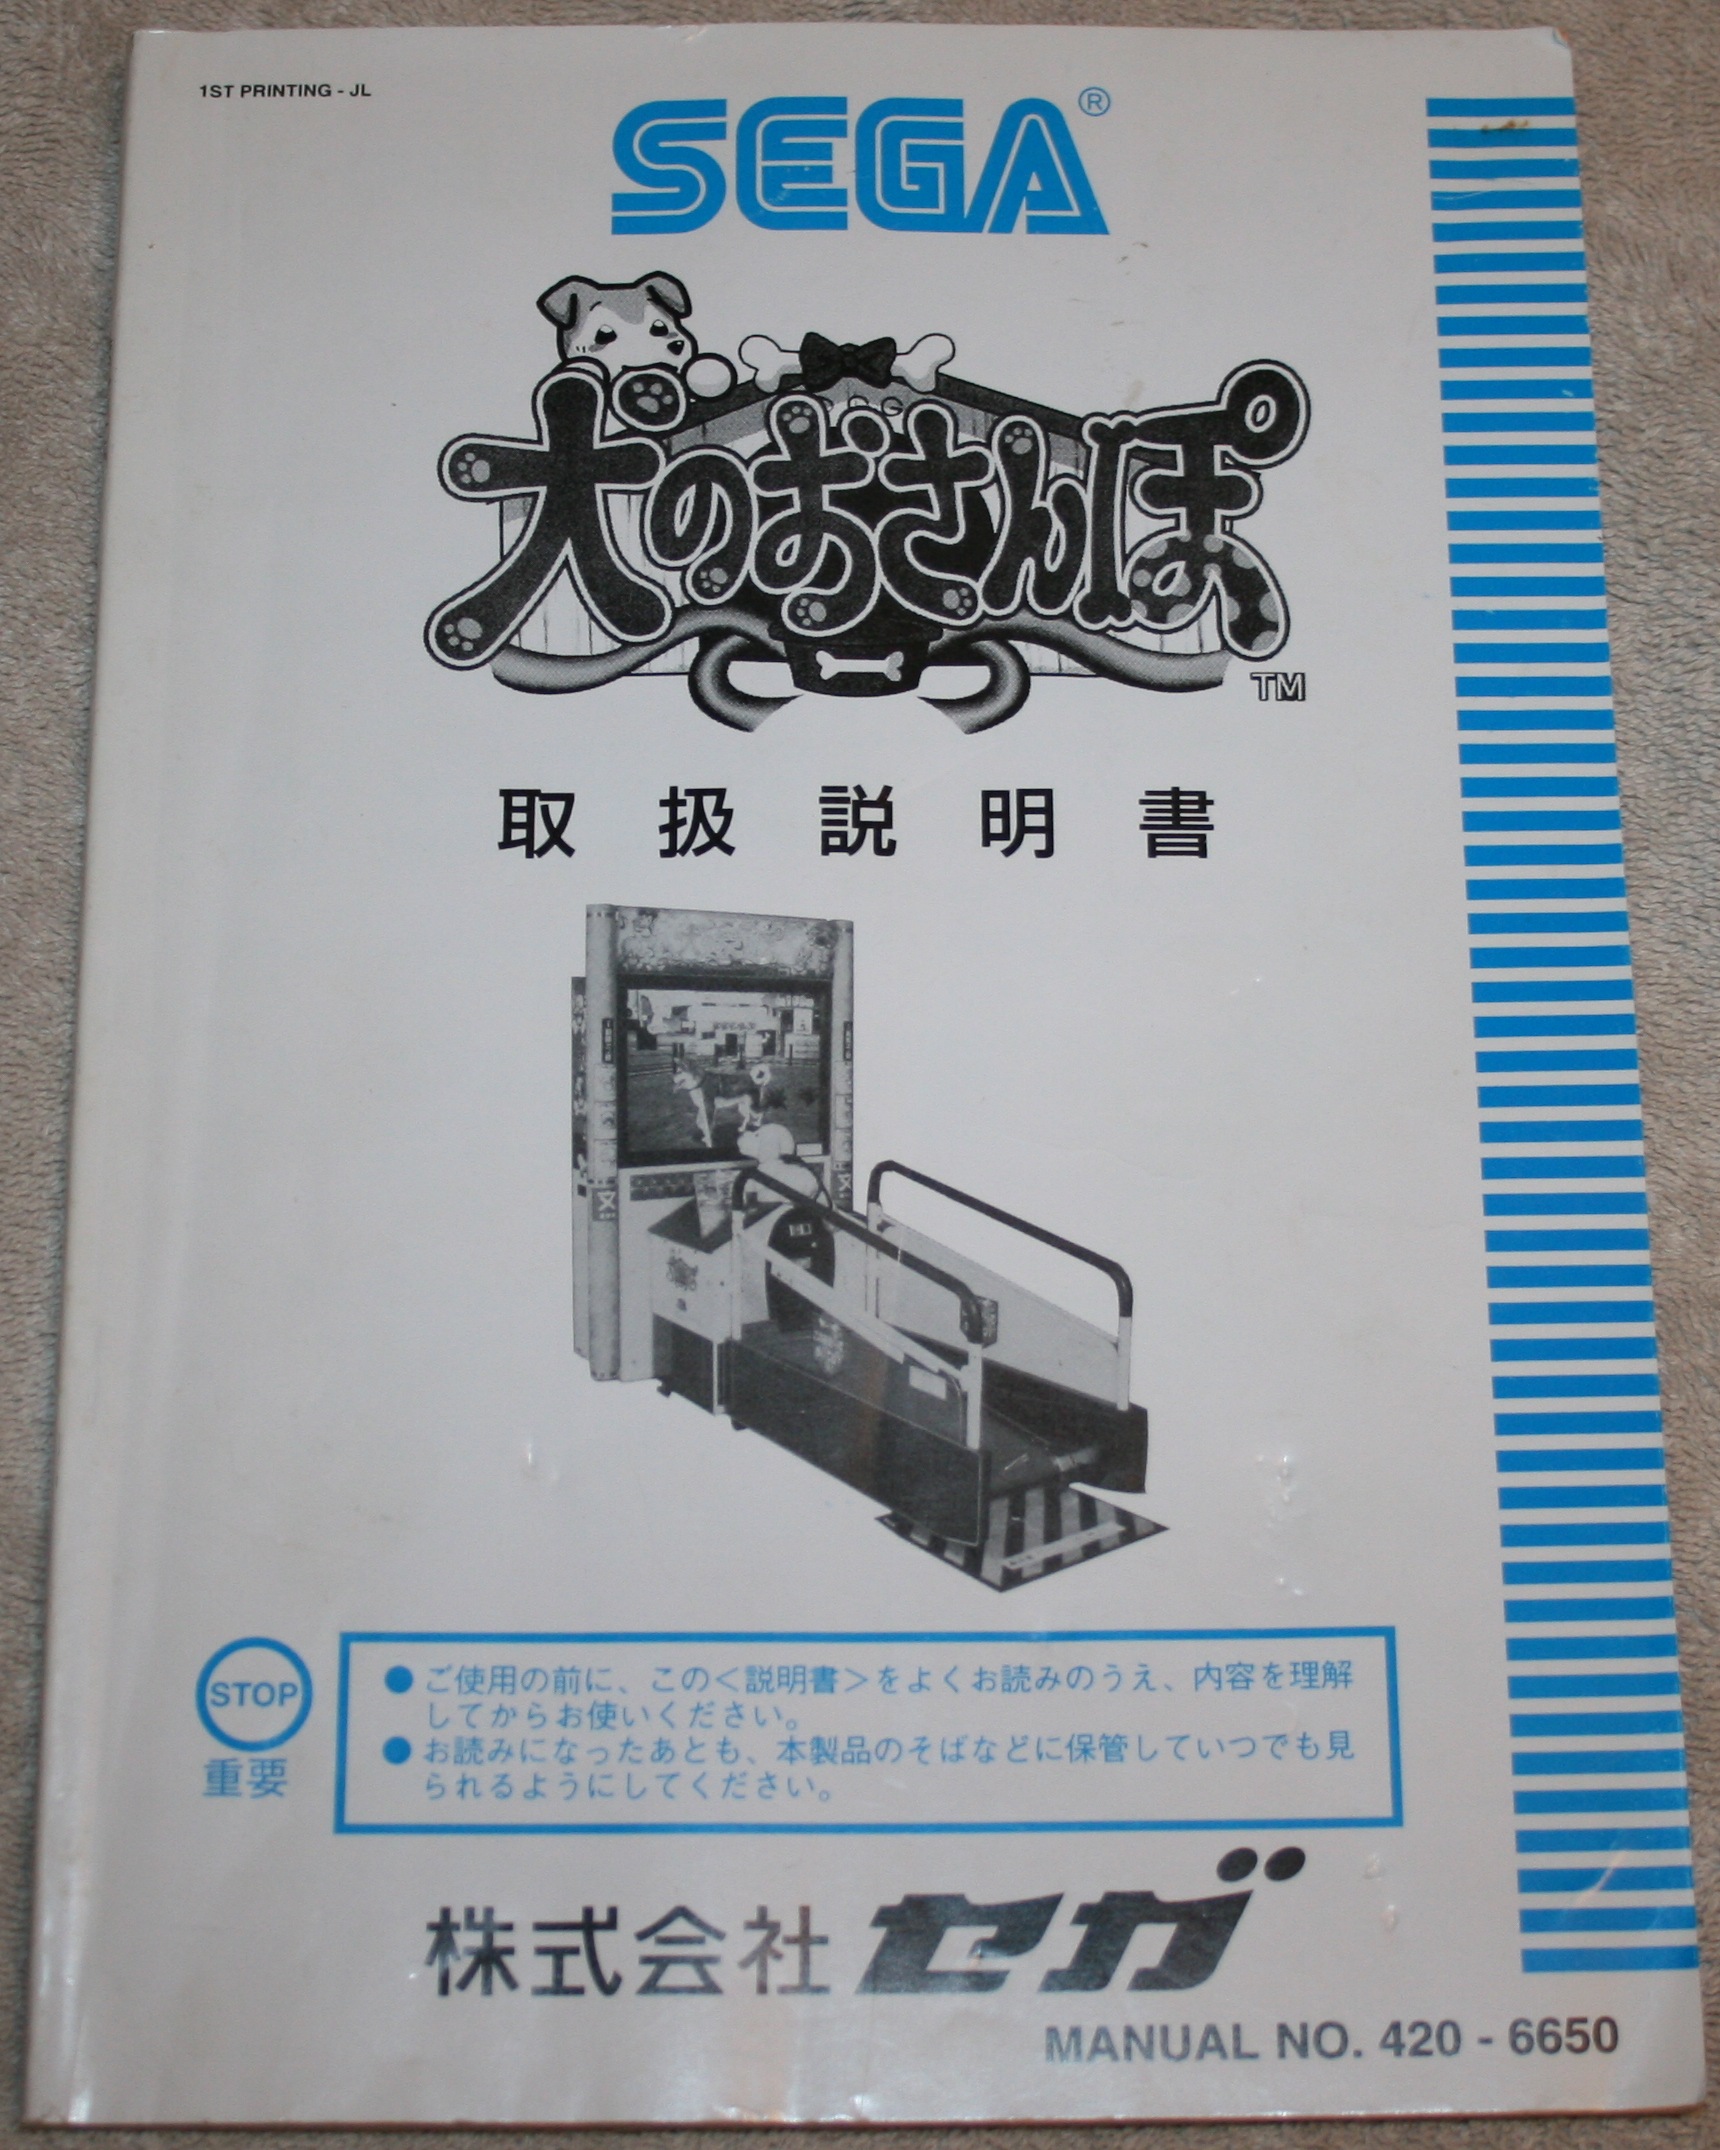 1ST PRINTING - JL
SEGA®
犬のおさんぽ
TM
取扱説明書
STOP
重要
●ご使用の前に、この＜説明書＞をよくお読みのうえ、内容を理解
してからお使いください。
●お読みになったあとも、本製品のそばなどに保管していつでも見
られるようにしてください。
株式会社セガ
MANUAL NO. 420 - 6650